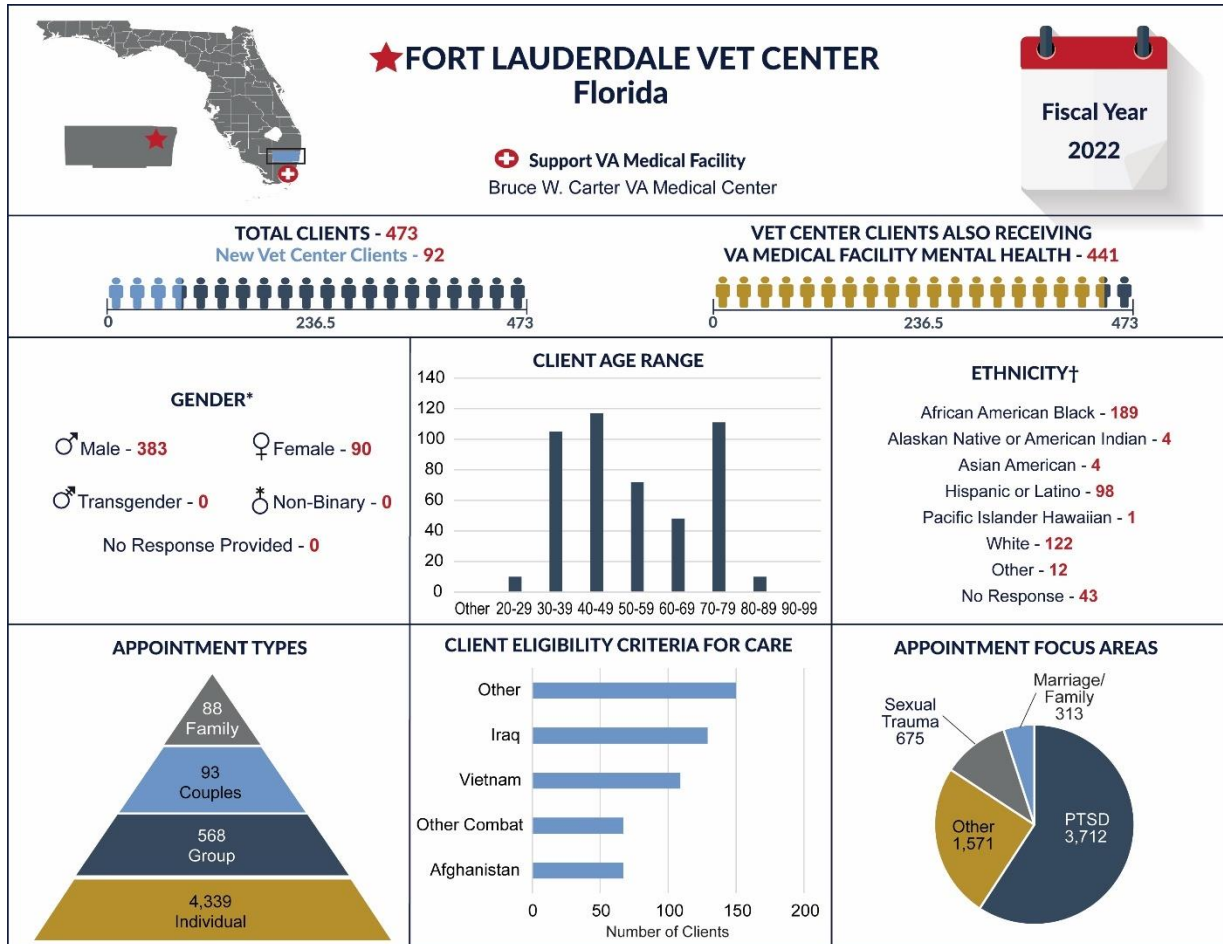 ★FORT LAUDERDALE VET CENTER
Florida
Support VA Medical Facility
Bruce W. Carter VA Medical Center
Fiscal Year
2022
TOTAL CLIENTS - 473
New Vet Center Clients - 92
0 236.5 473
VET CENTER CLIENTS ALSO RECEIVING
VA MEDICAL FACILITY MENTAL HEALTH - 441
0 236.5 473
GENDER*
Male - 383
Female - 90
Transgender - 0
Non-Binary - 0
No Response Provided - 0
CLIENT AGE RANGE
140
120
100
80
60
40
20
0
Other 20-29 30-39 40-49 50-59 60-69 70-79 80-89 90-99
ETHNICITY†
African American Black - 189
Alaskan Native or American Indian - 4
Asian American - 4
Hispanic or Latino - 98
Pacific Islander Hawaiian - 1
White - 122
Other - 12
No Response - 43
APPOINTMENT TYPES
88
Family
93
Couples
568
Group
4,339
Individual
CLIENT ELIGIBILITY CRITERIA FOR CARE
Other
Iraq
Vietnam
Other Combat
Afghanistan
0 50 100 150 200
Number of Clients
APPOINTMENT FOCUS AREAS
Marriage/
Family
313
Sexual
Trauma
675
Other
1,571
PTSD
3,712